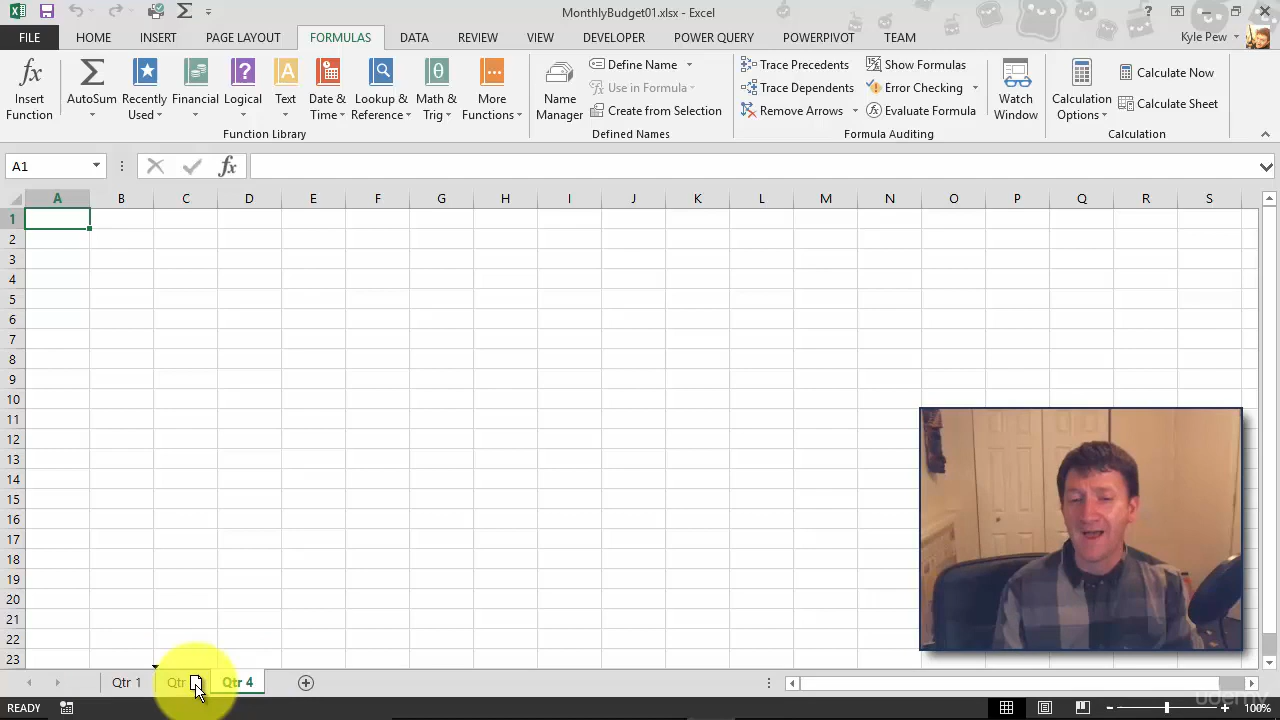 MonthlyBudget01.xlsx - Excel
FILE HOME INSERT PAGE LAYOUT FORMULAS DATA REVIEW VIEW DEVELOPER POWER QUERY POWERPIVOT TEAM Kyle Pew
Insert Function
AutoSum
Recently Used
Financial
Logical
Text
Date & Time
Lookup & Reference
Math & Trig
More Functions
Function Library
Name Manager
Define Name
Use in Formula
Create from Selection
Defined Names
Trace Precedents
Trace Dependents
Remove Arrows
Show Formulas
Error Checking
Evaluate Formula
Formula Auditing
Watch Window
Calculation Options
Calculate Now
Calculate Sheet
Calculation
A1
fx
A B C D E F G H I J K L M N O P Q R S
1
2
3
4
5
6
7
8
9
10
11
12
13
14
15
16
17
18
19
20
21
22
23
Qtr 1 Qtr Qtr 4
udemy
READY 100%